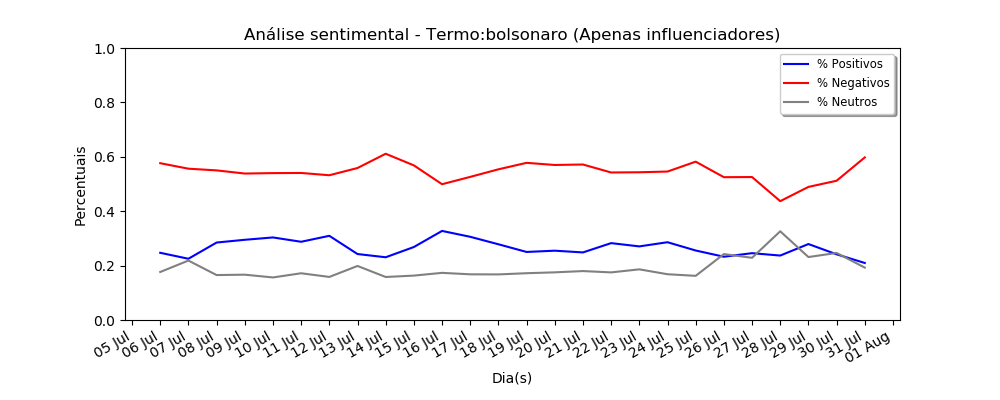 Análise sentimental - Termo:bolsonaro (Apenas influenciadores)
% Positivos
% Negativos
% Neutros
Percentuais
1.0
0.8
0.6
0.4
0.2
0.0
05 Jul
06 Jul
07 Jul
08 Jul
09 Jul
10 Jul
11 Jul
12 Jul
13 Jul
14 Jul
15 Jul
16 Jul
17 Jul
18 Jul
19 Jul
20 Jul
21 Jul
22 Jul
23 Jul
24 Jul
25 Jul
26 Jul
27 Jul
28 Jul
29 Jul
30 Jul
31 Jul
01 Aug
Dia(s)